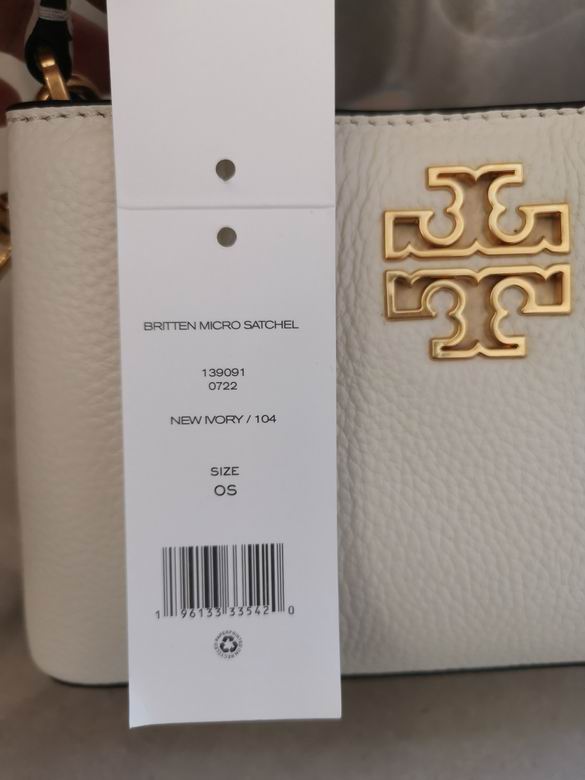 BRITTEN MICRO SATCHEL
139091
0722
NEW IVORY / 104
SIZE
OS
1 96133 33542 0